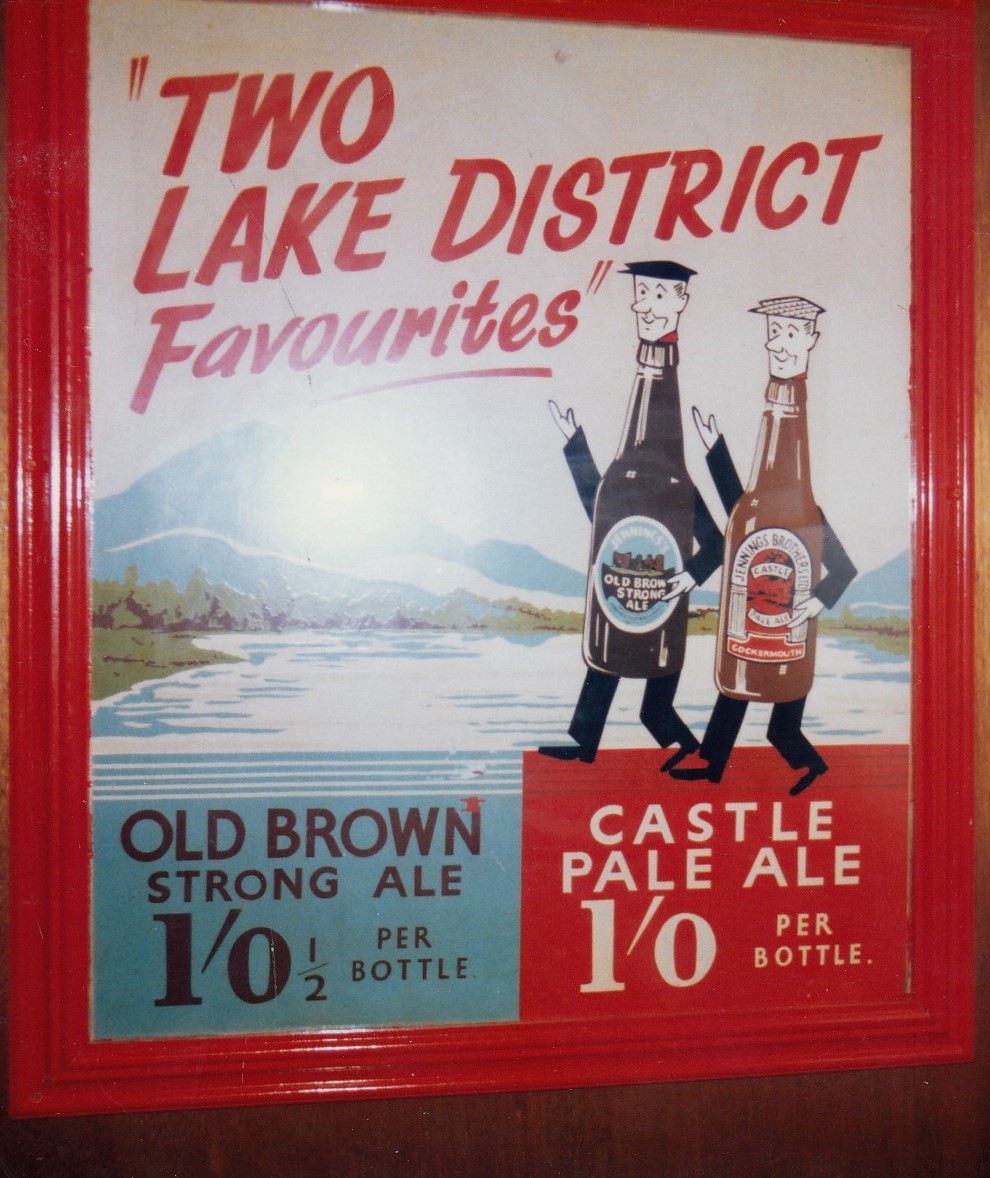 "TWO
LAKE DISTRICT
Favourites"
JENNINGS'
OLD BROWN
STRONG
ALE
JENNINGS BROTHERS LTD
CASTLE
PALE ALE
COCKERMOUTH
OLD BROWN
STRONG ALE
1/0 1/2 PER
BOTTLE.
CASTLE
PALE ALE
1/0 PER
BOTTLE.